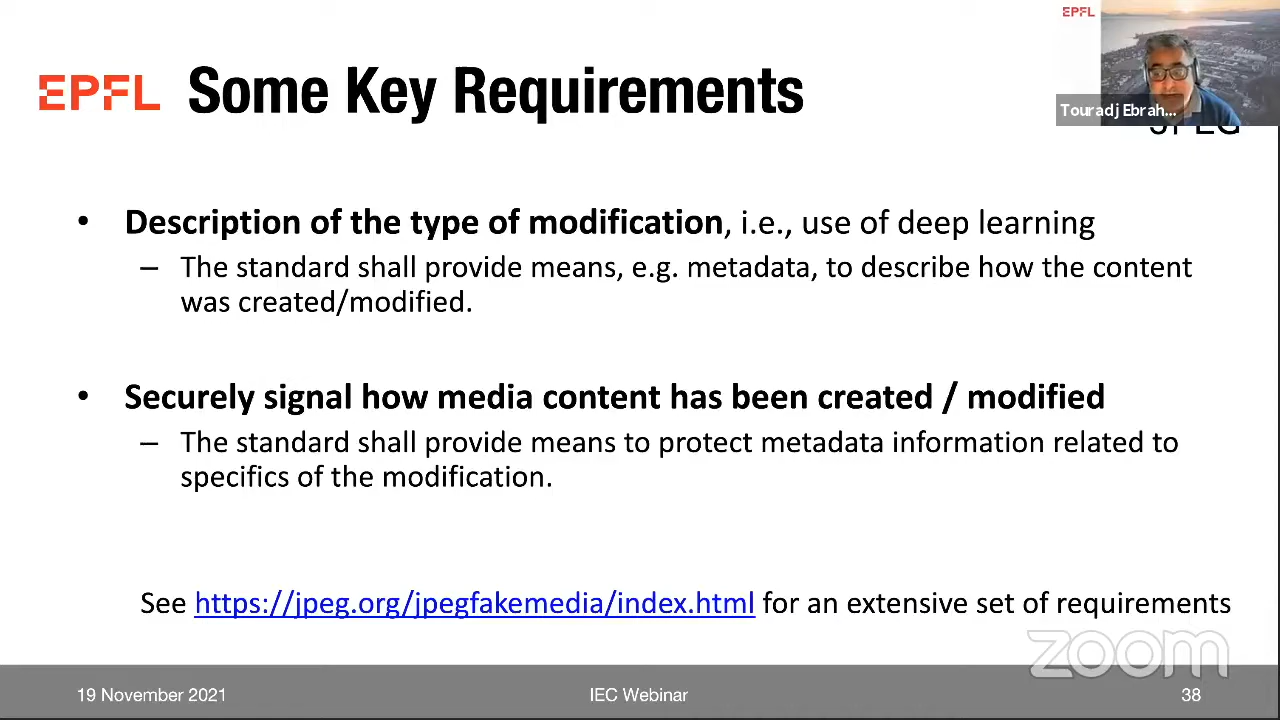 EPFL
EPFL Some Key Requirements
Touradj Ebrah...
JPEG
• Description of the type of modification, i.e., use of deep learning
– The standard shall provide means, e.g. metadata, to describe how the content
was created/modified.
• Securely signal how media content has been created / modified
– The standard shall provide means to protect metadata information related to
specifics of the modification.
See https://jpeg.org/jpegfakemedia/index.html for an extensive set of requirements
zoom
19 November 2021 IEC Webinar 38